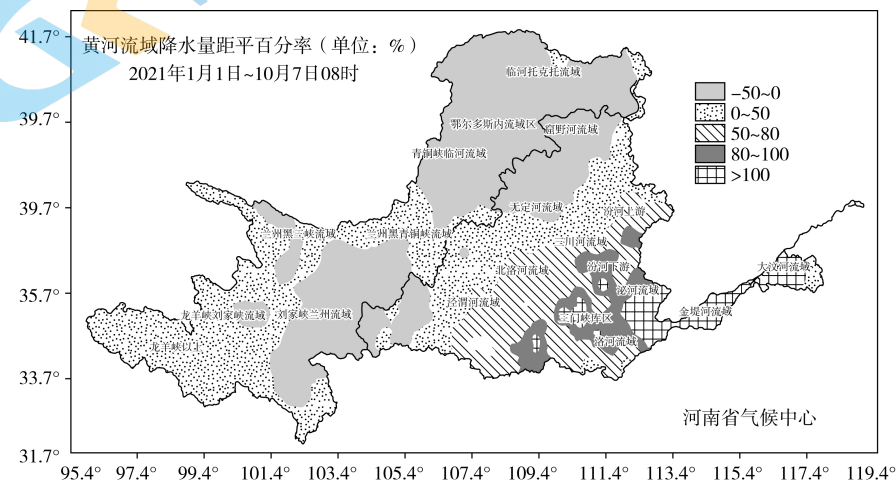 黄河流域降水量距平百分率（单位：%）
2021年1月1日~10月7日08时
41.7°
39.7°
39.7°
35.7°
33.7°
31.7°
95.4°
97.4°
99.4°
101.4°
103.4°
105.4°
107.4°
109.4°
111.4°
113.4°
115.4°
117.4°
119.4°
-50~0
0~50
50~80
80~100
>100
临河托克托流域
鄂尔多斯内流域区
窟野河流域
青铜峡临河流域
无定河流域
汾河上游
兰州黑三峡流域
兰州黑青铜峡流域
三川河流域
北洛河流域
汾河下游
大汶河流域
泾渭河流域
泌河流域
龙羊峡刘家峡流域
刘家峡兰州流域
三门峡库区
金堤河流域
洛河流域
龙羊峡以上
河南省气候中心